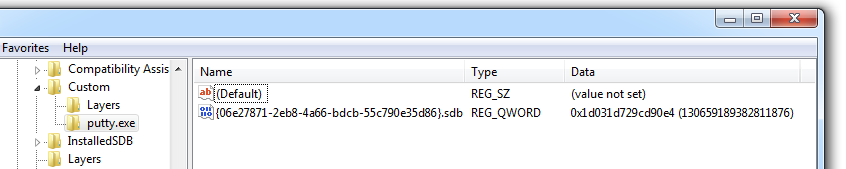 Favorites Help
Compatibility Assis
Custom
Layers
putty.exe
InstalledSDB
Layers
Name Type Data
(Default) REG_SZ (value not set)
{06e27871-2eb8-4a66-bdcb-55c790e35d86}.sdb REG_QWORD 0x1d031d729cd90e4 (130659189382811876)